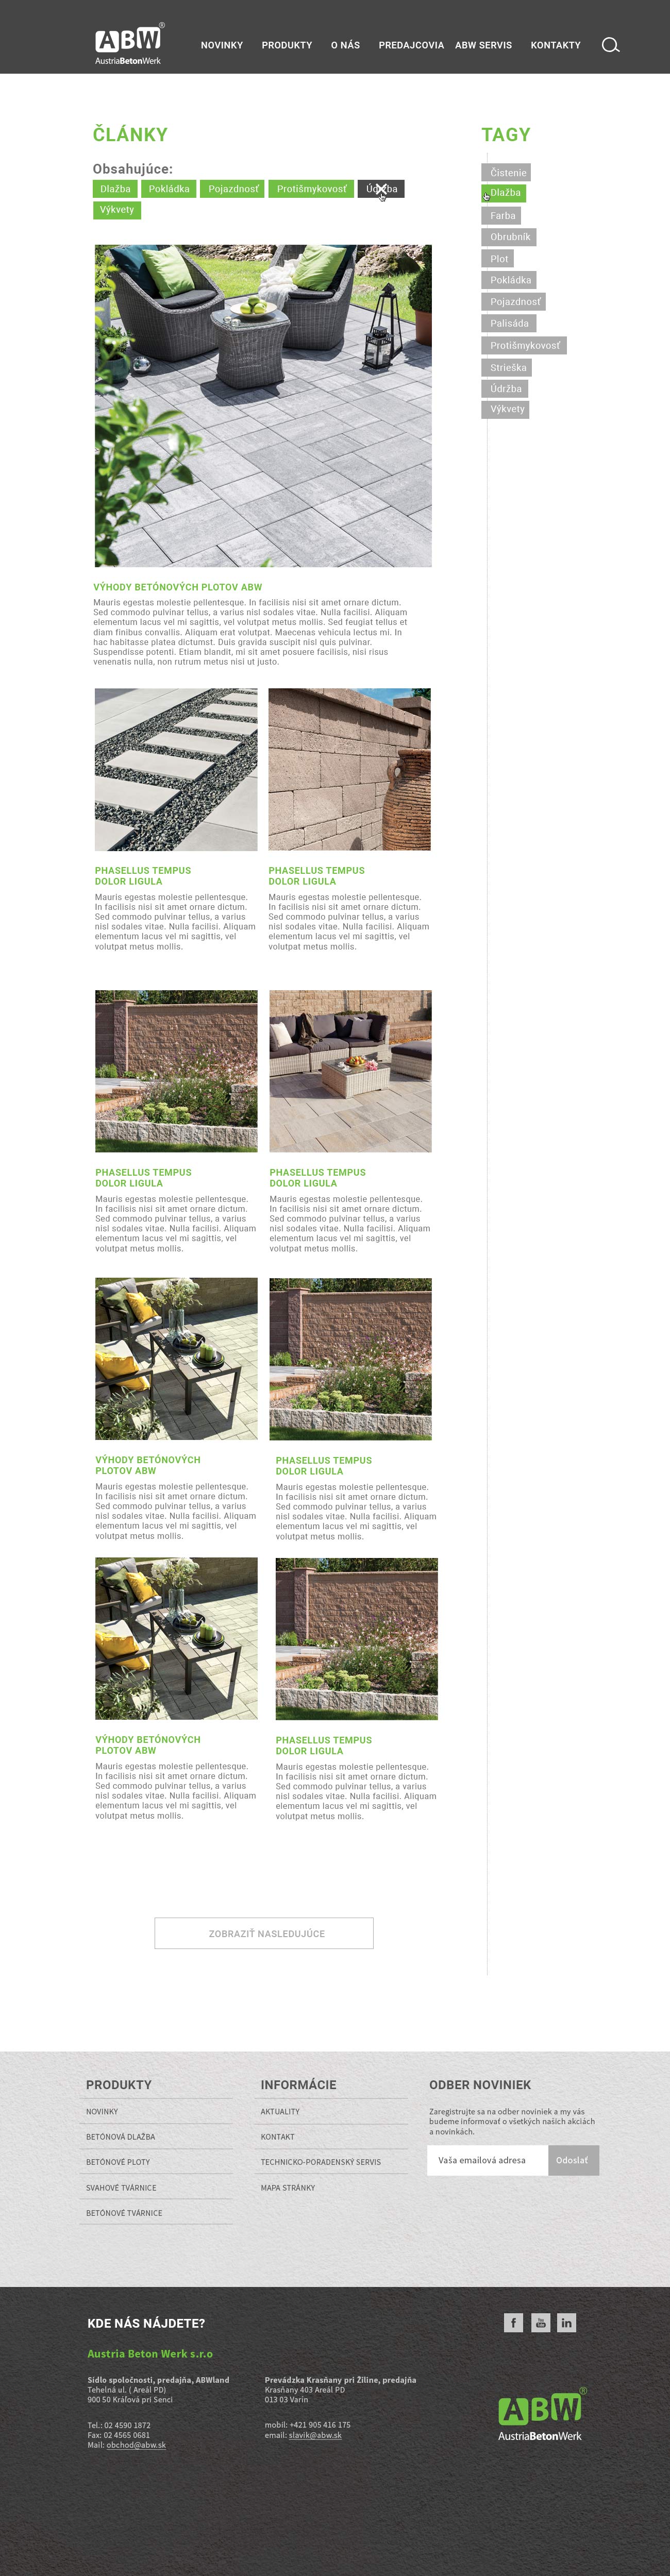 ABW®
AustriaBetonWerk
NOVINKY PRODUKTY O NÁS PREDAJCOVIA ABW SERVIS KONTAKTY
ČLÁNKY
Obsahujúce:
Dlažba Pokládka Pojazdnosť Protišmykovosť
Výkvety
TAGY
Čistenie
Dlažba
Farba
Obrubník
Plot
Pokládka
Pojazdnosť
Palisáda
Protišmykovosť
Strieška
Údržba
Výkvety
VÝHODY BETÓNOVÝCH PLOTOV ABW
Mauris egestas molestie pellentesque. In facilisis nisi sit amet ornare dictum.
Sed commodo pulvinar tellus, a varius nisl sodales vitae. Nulla facilisi. Aliquam
elementum lacus vel mi sagittis, vel volutpat metus mollis. Sed feugiat tellus et
diam finibus convallis. Aliquam erat volutpat. Maecenas vehicula lectus mi. In
hac habitasse platea dictumst. Duis gravida suscipit nisl quis pulvinar.
Suspendisse potenti. Etiam blandit, mi sit amet posuere facilisis, nisi risus
venenatis nulla, non rutrum metus nisi ut justo.
PHASELLUS TEMPUS
DOLOR LIGULA
Mauris egestas molestie pellentesque.
In facilisis nisi sit amet ornare dictum.
Sed commodo pulvinar tellus, a varius
nisl sodales vitae. Nulla facilisi. Aliquam
elementum lacus vel mi sagittis, vel
volutpat metus mollis.
PHASELLUS TEMPUS
DOLOR LIGULA
Mauris egestas molestie pellentesque.
In facilisis nisi sit amet ornare dictum.
Sed commodo pulvinar tellus, a varius
nisl sodales vitae. Nulla facilisi. Aliquam
elementum lacus vel mi sagittis, vel
volutpat metus mollis.
PHASELLUS TEMPUS
DOLOR LIGULA
Mauris egestas molestie pellentesque.
In facilisis nisi sit amet ornare dictum.
Sed commodo pulvinar tellus, a varius
nisl sodales vitae. Nulla facilisi. Aliquam
elementum lacus vel mi sagittis, vel
volutpat metus mollis.
PHASELLUS TEMPUS
DOLOR LIGULA
Mauris egestas molestie pellentesque.
In facilisis nisi sit amet ornare dictum.
Sed commodo pulvinar tellus, a varius
nisl sodales vitae. Nulla facilisi. Aliquam
elementum lacus vel mi sagittis, vel
volutpat metus mollis.
VÝHODY BETÓNOVÝCH
PLOTOV ABW
Mauris egestas molestie pellentesque.
In facilisis nisi sit amet ornare dictum.
Sed commodo pulvinar tellus, a varius
nisl sodales vitae. Nulla facilisi. Aliquam
elementum lacus vel mi sagittis, vel
volutpat metus mollis.
PHASELLUS TEMPUS
DOLOR LIGULA
Mauris egestas molestie pellentesque.
In facilisis nisi sit amet ornare dictum.
Sed commodo pulvinar tellus, a varius
nisl sodales vitae. Nulla facilisi. Aliquam
elementum lacus vel mi sagittis, vel
volutpat metus mollis.
VÝHODY BETÓNOVÝCH
PLOTOV ABW
Mauris egestas molestie pellentesque.
In facilisis nisi sit amet ornare dictum.
Sed commodo pulvinar tellus, a varius
nisl sodales vitae. Nulla facilisi. Aliquam
elementum lacus vel mi sagittis, vel
volutpat metus mollis.
PHASELLUS TEMPUS
DOLOR LIGULA
Mauris egestas molestie pellentesque.
In facilisis nisi sit amet ornare dictum.
Sed commodo pulvinar tellus, a varius
nisl sodales vitae. Nulla facilisi. Aliquam
elementum lacus vel mi sagittis, vel
volutpat metus mollis.
ZOBRAZIŤ NASLEDUJÚCE
PRODUKTY
NOVINKY
BETÓNOVÁ DLAŽBA
BETÓNOVÉ PLOTY
SVAHOVÉ TVÁRNICE
BETÓNOVÉ TVÁRNICE
INFORMÁCIE
AKTUALITY
KONTAKT
TECHNICKO-PORADENSKÝ SERVIS
MAPA STRÁNKY
ODBER NOVINIEK
Zaregistrujte sa na odber noviniek a my vás
budeme informovať o všetkých našich akciách
a novinkách.
Vaša emailová adresa Odoslať
KDE NÁS NÁJDETE?
Austria Beton Werk s.r.o
Sídlo spoločnosti, predajňa, ABWland
Tehelná ul. ( Areál PD)
900 50 Kráľová pri Senci
Tel.: 02 4590 1872
Fax: 02 4565 0681
Mail: obchod@abw.sk
Prevádzka Krasňany pri Žiline, predajňa
Krasňany 403 Areál PD
013 03 Varín
mobil: +421 905 416 175
email: slavik@abw.sk
f You Tube in
ABW®
AustriaBetonWerk